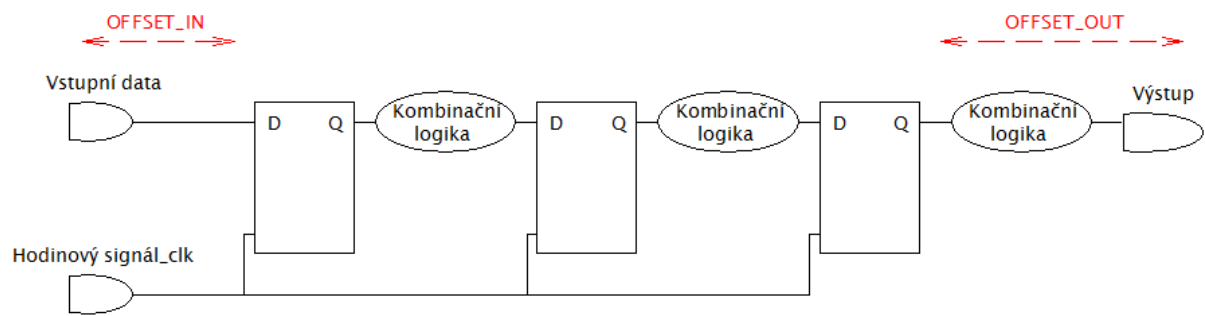 OFFSET_IN
OFFSET_OUT
Vstupní data
Výstup
D
Q
Kombinační
logika
D
Q
Kombinační
logika
D
Q
Kombinační
logika
Hodinový signál_clk